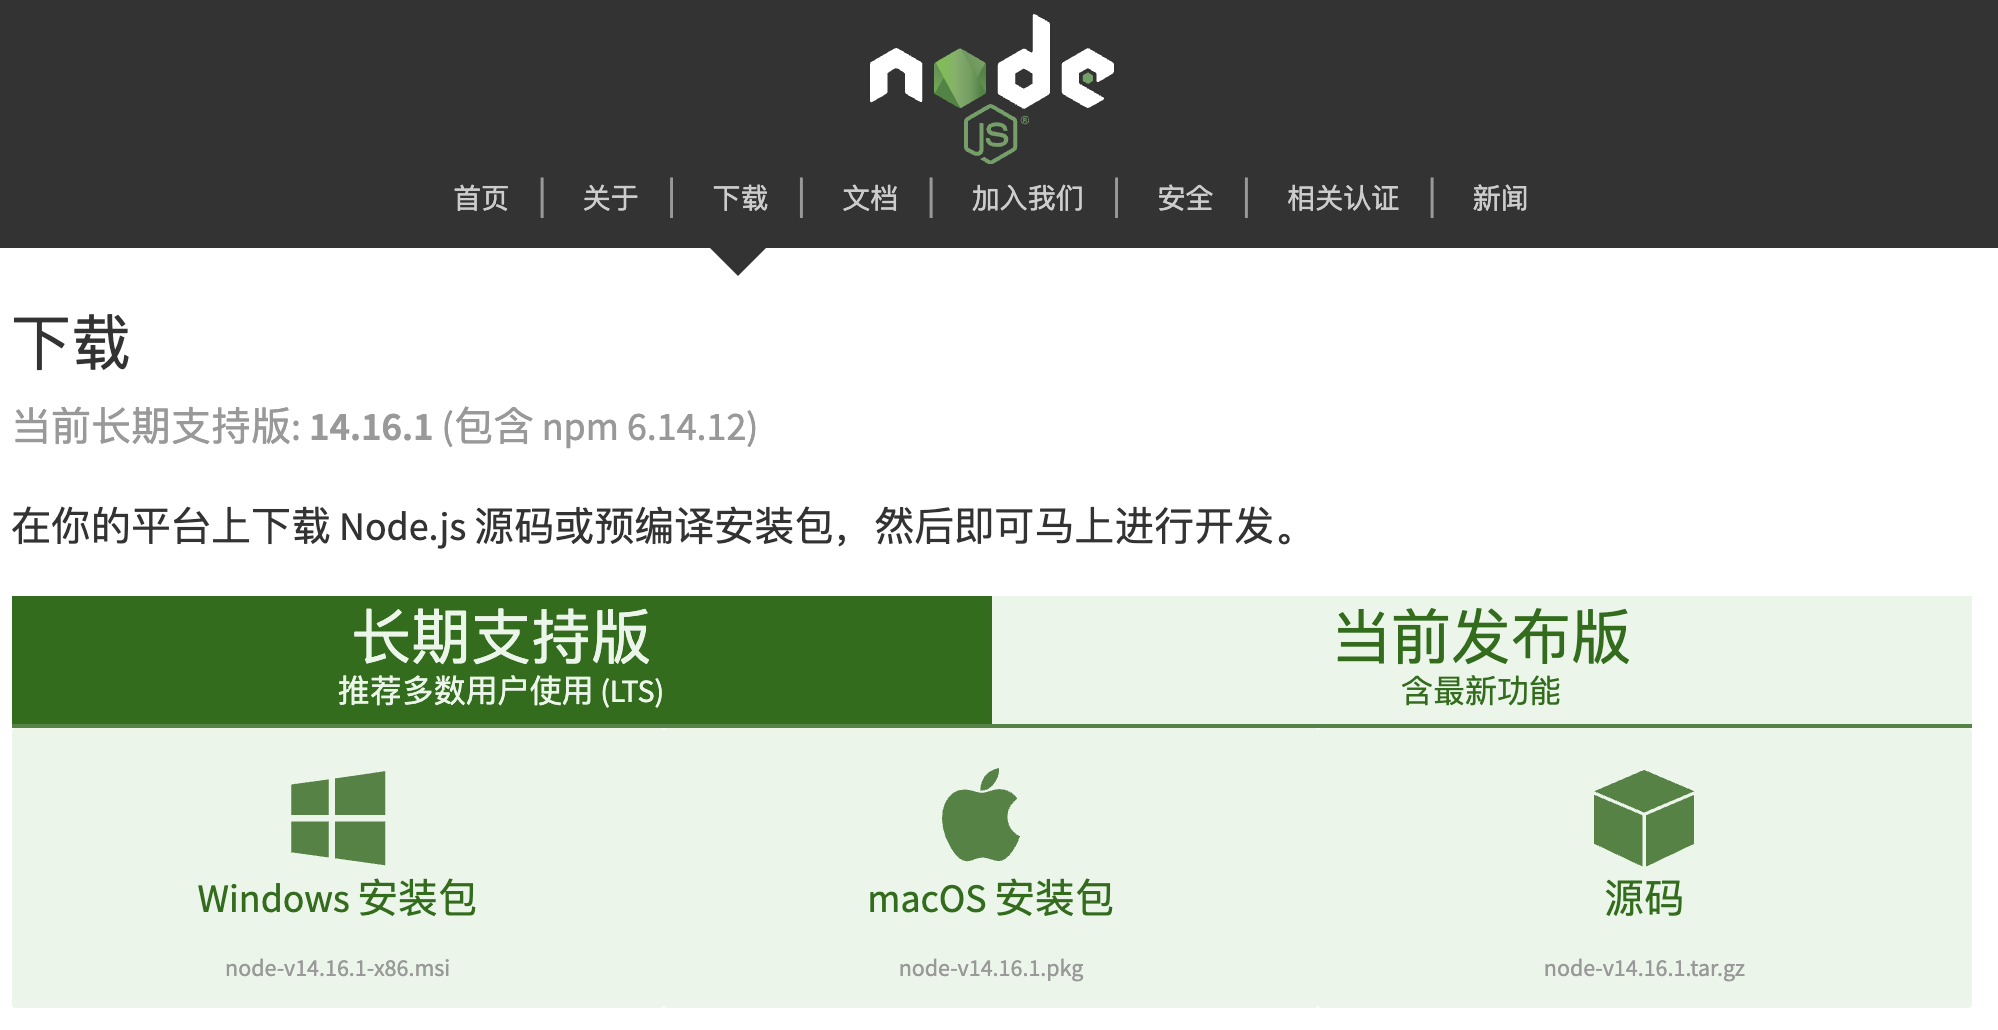 node
JS®
首页 关于 下载 文档 加入我们 安全 相关认证 新闻
下载
当前长期支持版: 14.16.1 (包含 npm 6.14.12)
在你的平台上下载 Node.js 源码或预编译安装包，然后即可马上进行开发。
长期支持版
推荐多数用户使用 (LTS)
当前发布版
含最新功能
Windows 安装包
node-v14.16.1-x86.msi
macOS 安装包
node-v14.16.1.pkg
源码
node-v14.16.1.tar.gz